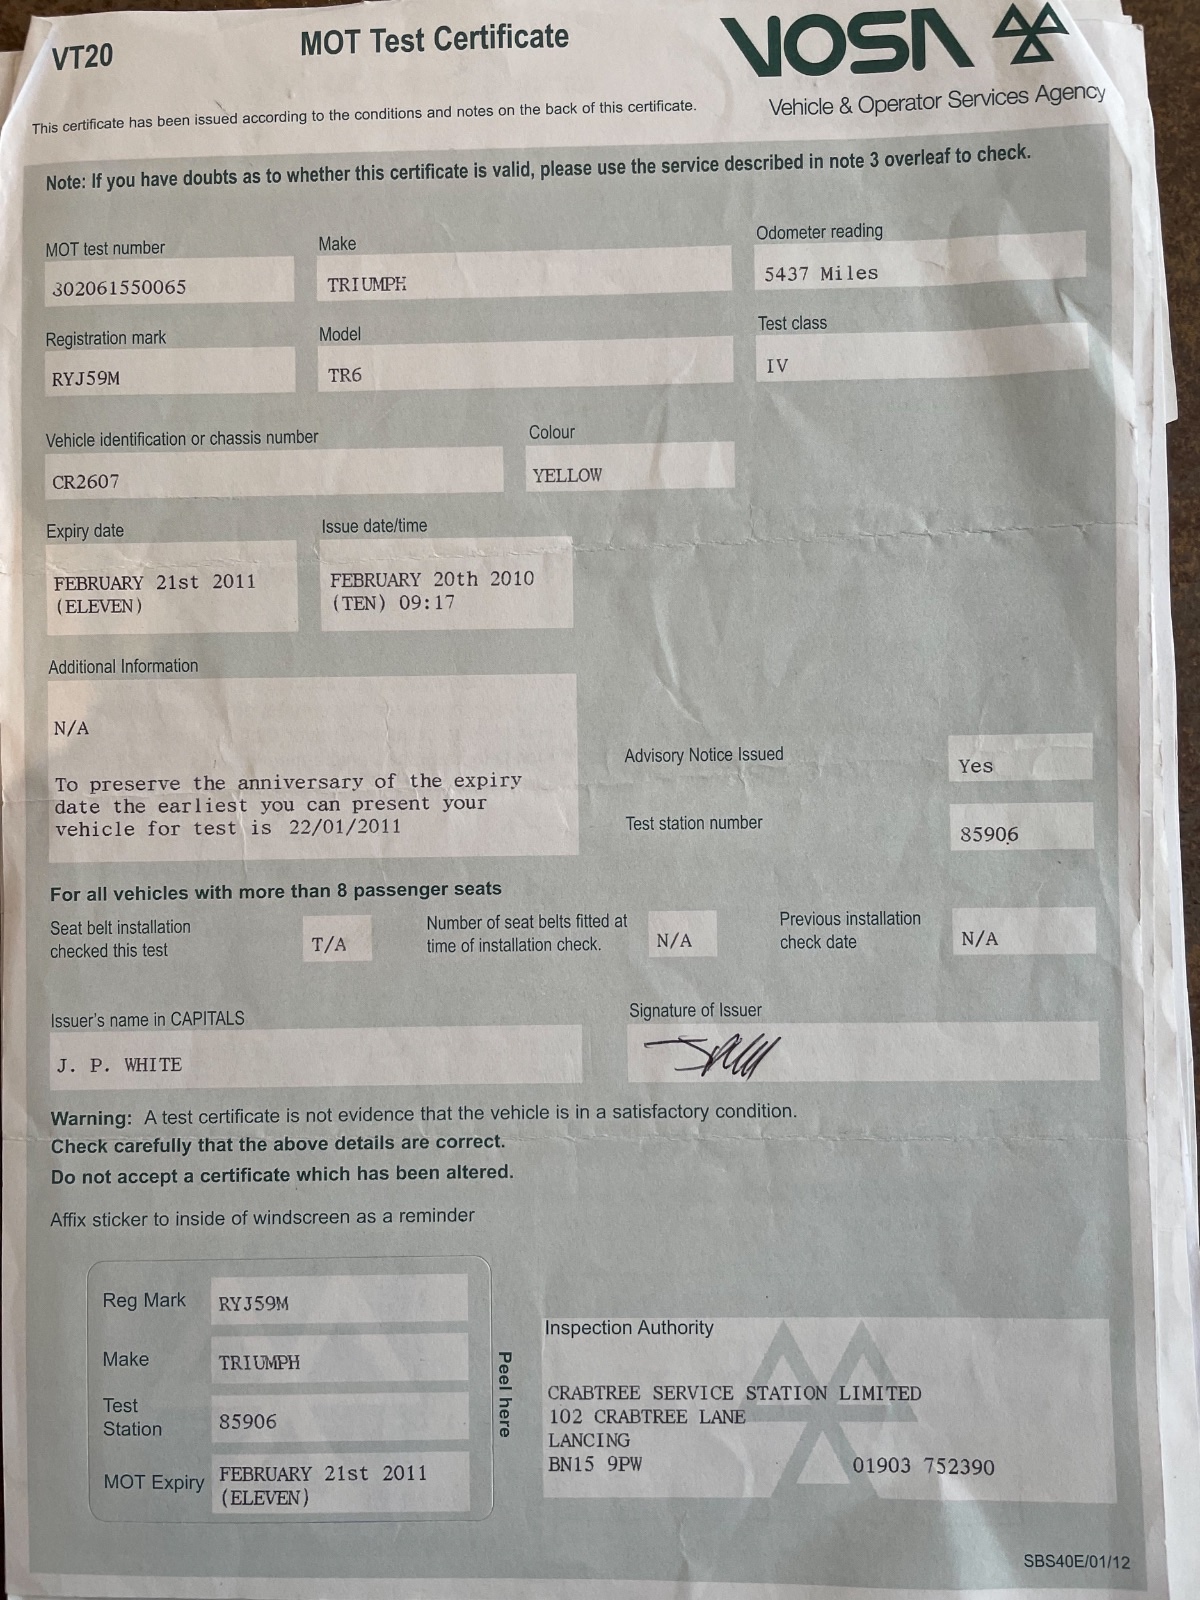 VT20
MOT Test Certificate
VOSA
Vehicle & Operator Services Agency
This certificate has been issued according to the conditions and notes on the back of this certificate.
Note: If you have doubts as to whether this certificate is valid, please use the service described in note 3 overleaf to check.
MOT test number
302061550065
Make
TRIUMPH
Odometer reading
5437 Miles
Registration mark
RYJ59M
Model
TR6
Test class
IV
Vehicle identification or chassis number
CR2607
Colour
YELLOW
Expiry date
FEBRUARY 21st 2011
(ELEVEN)
Issue date/time
FEBRUARY 20th 2010
(TEN) 09:17
Additional Information
N/A
To preserve the anniversary of the expiry
date the earliest you can present your
vehicle for test is 22/01/2011
Advisory Notice Issued
Yes
Test station number
85906
For all vehicles with more than 8 passenger seats
Seat belt installation
checked this test
T/A
Number of seat belts fitted at
time of installation check.
N/A
Previous installation
check date
N/A
Issuer's name in CAPITALS
J. P. WHITE
Signature of Issuer
Warning: A test certificate is not evidence that the vehicle is in a satisfactory condition.
Check carefully that the above details are correct.
Do not accept a certificate which has been altered.
Affix sticker to inside of windscreen as a reminder
Reg Mark
RYJ59M
Make
TRIUMPH
Test
Station
85906
MOT Expiry
FEBRUARY 21st 2011
(ELEVEN)
Peel here
Inspection Authority
CRABTREE SERVICE STATION LIMITED
102 CRABTREE LANE
LANCING
BN15 9PW
01903 752390
SBS40E/01/12